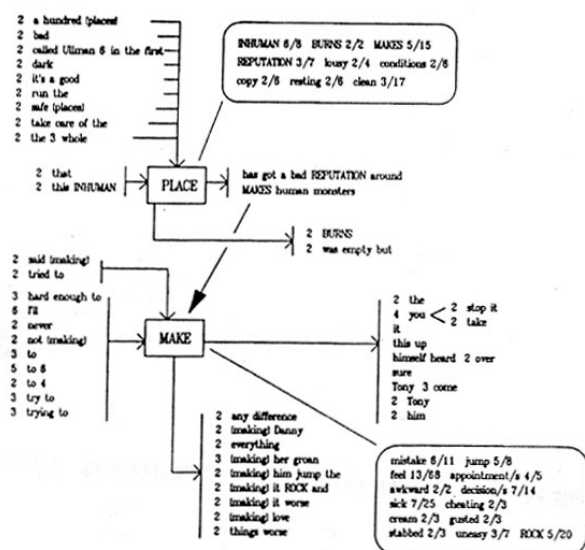 2 a hundred (places)
2 bad
2 called Ullman 6 in the first
2 dark
2 it's a good
2 run the
2 safe (places)
2 take care of the
2 the 3 whole
INHUMAN 6/8 BURNS 2/2 MAKES 5/15
REPUTATION 3/7 lousy 2/4 conditions 2/6
copy 2/6 resting 2/6 clean 3/17
2 that
2 this INHUMAN
PLACE
has got a bad REPUTATION around
MAKES human monsters
2 BURNS
2 was empty but
2 said (making)
2 tried to
3 hard enough to
6 I'll
2 never
2 not (making)
3 to
5 to 6
2 to 4
3 try to
3 trying to
MAKE
2 the
4 you
2 stop it
2 take
it
this up
himself heard 2 over
sure
Tony 3 come
2 Tony
2 him
2 any difference
2 (making) Danny
2 everything
3 (making) her groan
2 (making) him jump the
2 (making) it ROCK and
2 (making) it worse
2 (making) love
2 things worse
mistake 6/11 jump 5/8
feel 13/68 appointment/s 4/5
awkward 2/2 decision/s 7/14
sick 7/25 cheating 2/3
cream 2/3 gusted 2/3
stabbed 2/3 uneasy 3/7 ROCK 5/20